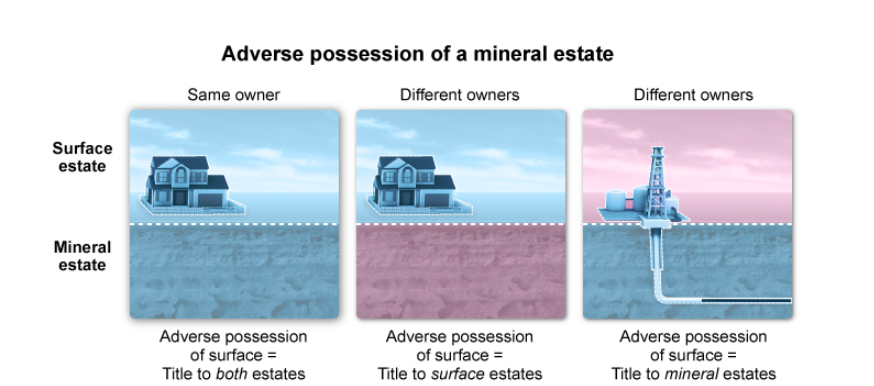 Adverse possession of a mineral estate
Same owner
Different owners
Different owners
Surface
estate
Mineral
estate
Adverse possession
of surface =
Title to both estates
Adverse possession
of surface =
Title to surface estates
Adverse possession
of surface =
Title to mineral estates